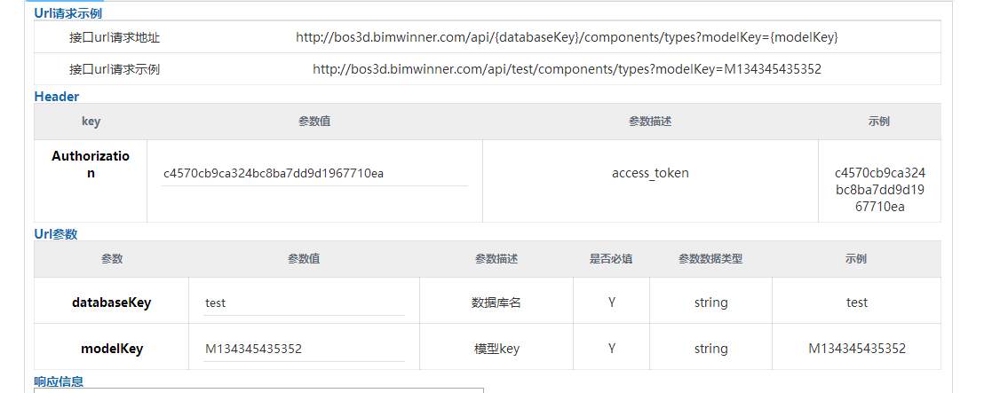 Url请求示例
接口url请求地址 http://bos3d.bimwinner.com/api/{databaseKey}/components/types?modelKey={modelKey}
接口url请求示例 http://bos3d.bimwinner.com/api/test/components/types?modelKey=M134345435352
Header
key 参数值 参数描述 示例
Authorizatio
n
c4570cb9ca324bc8ba7dd9d1967710ea
access_token
c4570cb9ca324
bc8ba7dd9d19
67710ea
Url参数
参数 参数值 参数描述 是否必填 参数数据类型 示例
databaseKey test 数据库名 Y string test
modelKey M134345435352 模型key Y string M134345435352
响应信息